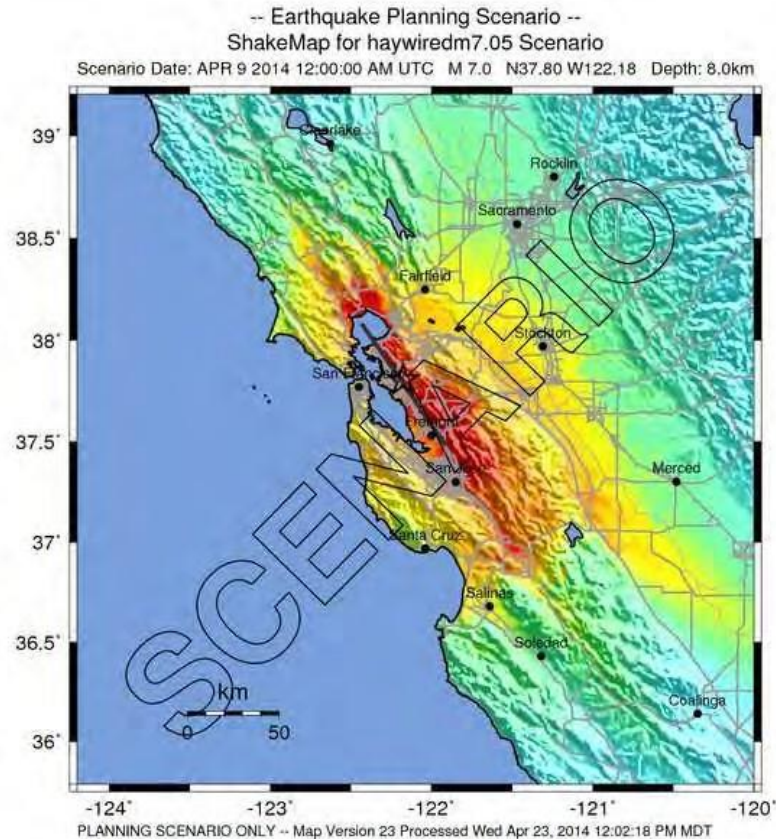 -- Earthquake Planning Scenario --
ShakeMap for haywiredm7.05 Scenario
Scenario Date: APR 9 2014 12:00:00 AM UTC M 7.0 N37.80 W122.18 Depth: 8.0km
39˚
Clearlake
Rocklin
Sacramento
38.5˚
Fairfield
38˚
Stockton
San Francisco
37.5˚
Fremont
San Jose
Merced
37˚
Santa Cruz
Salinas
36.5˚
Soledad
km
0 50
Coalinga
36˚
SCENARIO
-124˚ -123˚ -122˚ -121˚ -120˚
PLANNING SCENARIO ONLY -- Map Version 23 Processed Wed Apr 23, 2014 12:02:18 PM MDT